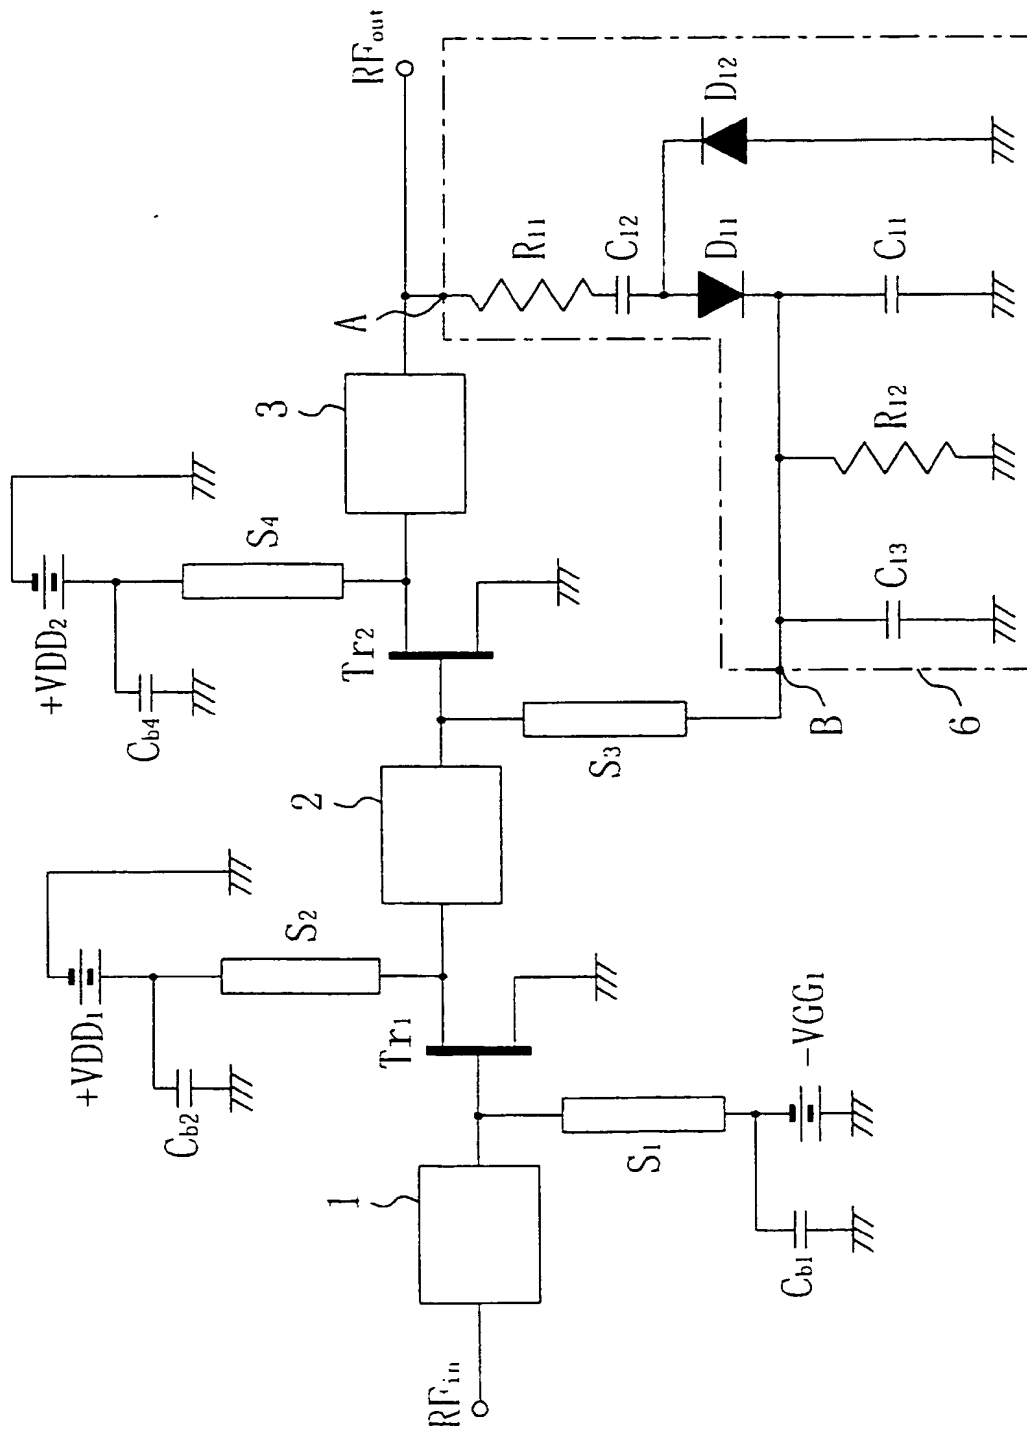 RFin
1
Cb1
S1
-VGG1
Tr1
+VDD1
Cb2
S2
2
S3
Tr2
+VDD2
Cb4
S4
3
RFout
A
B
6
R11
C12
D11
D12
C11
R12
C13